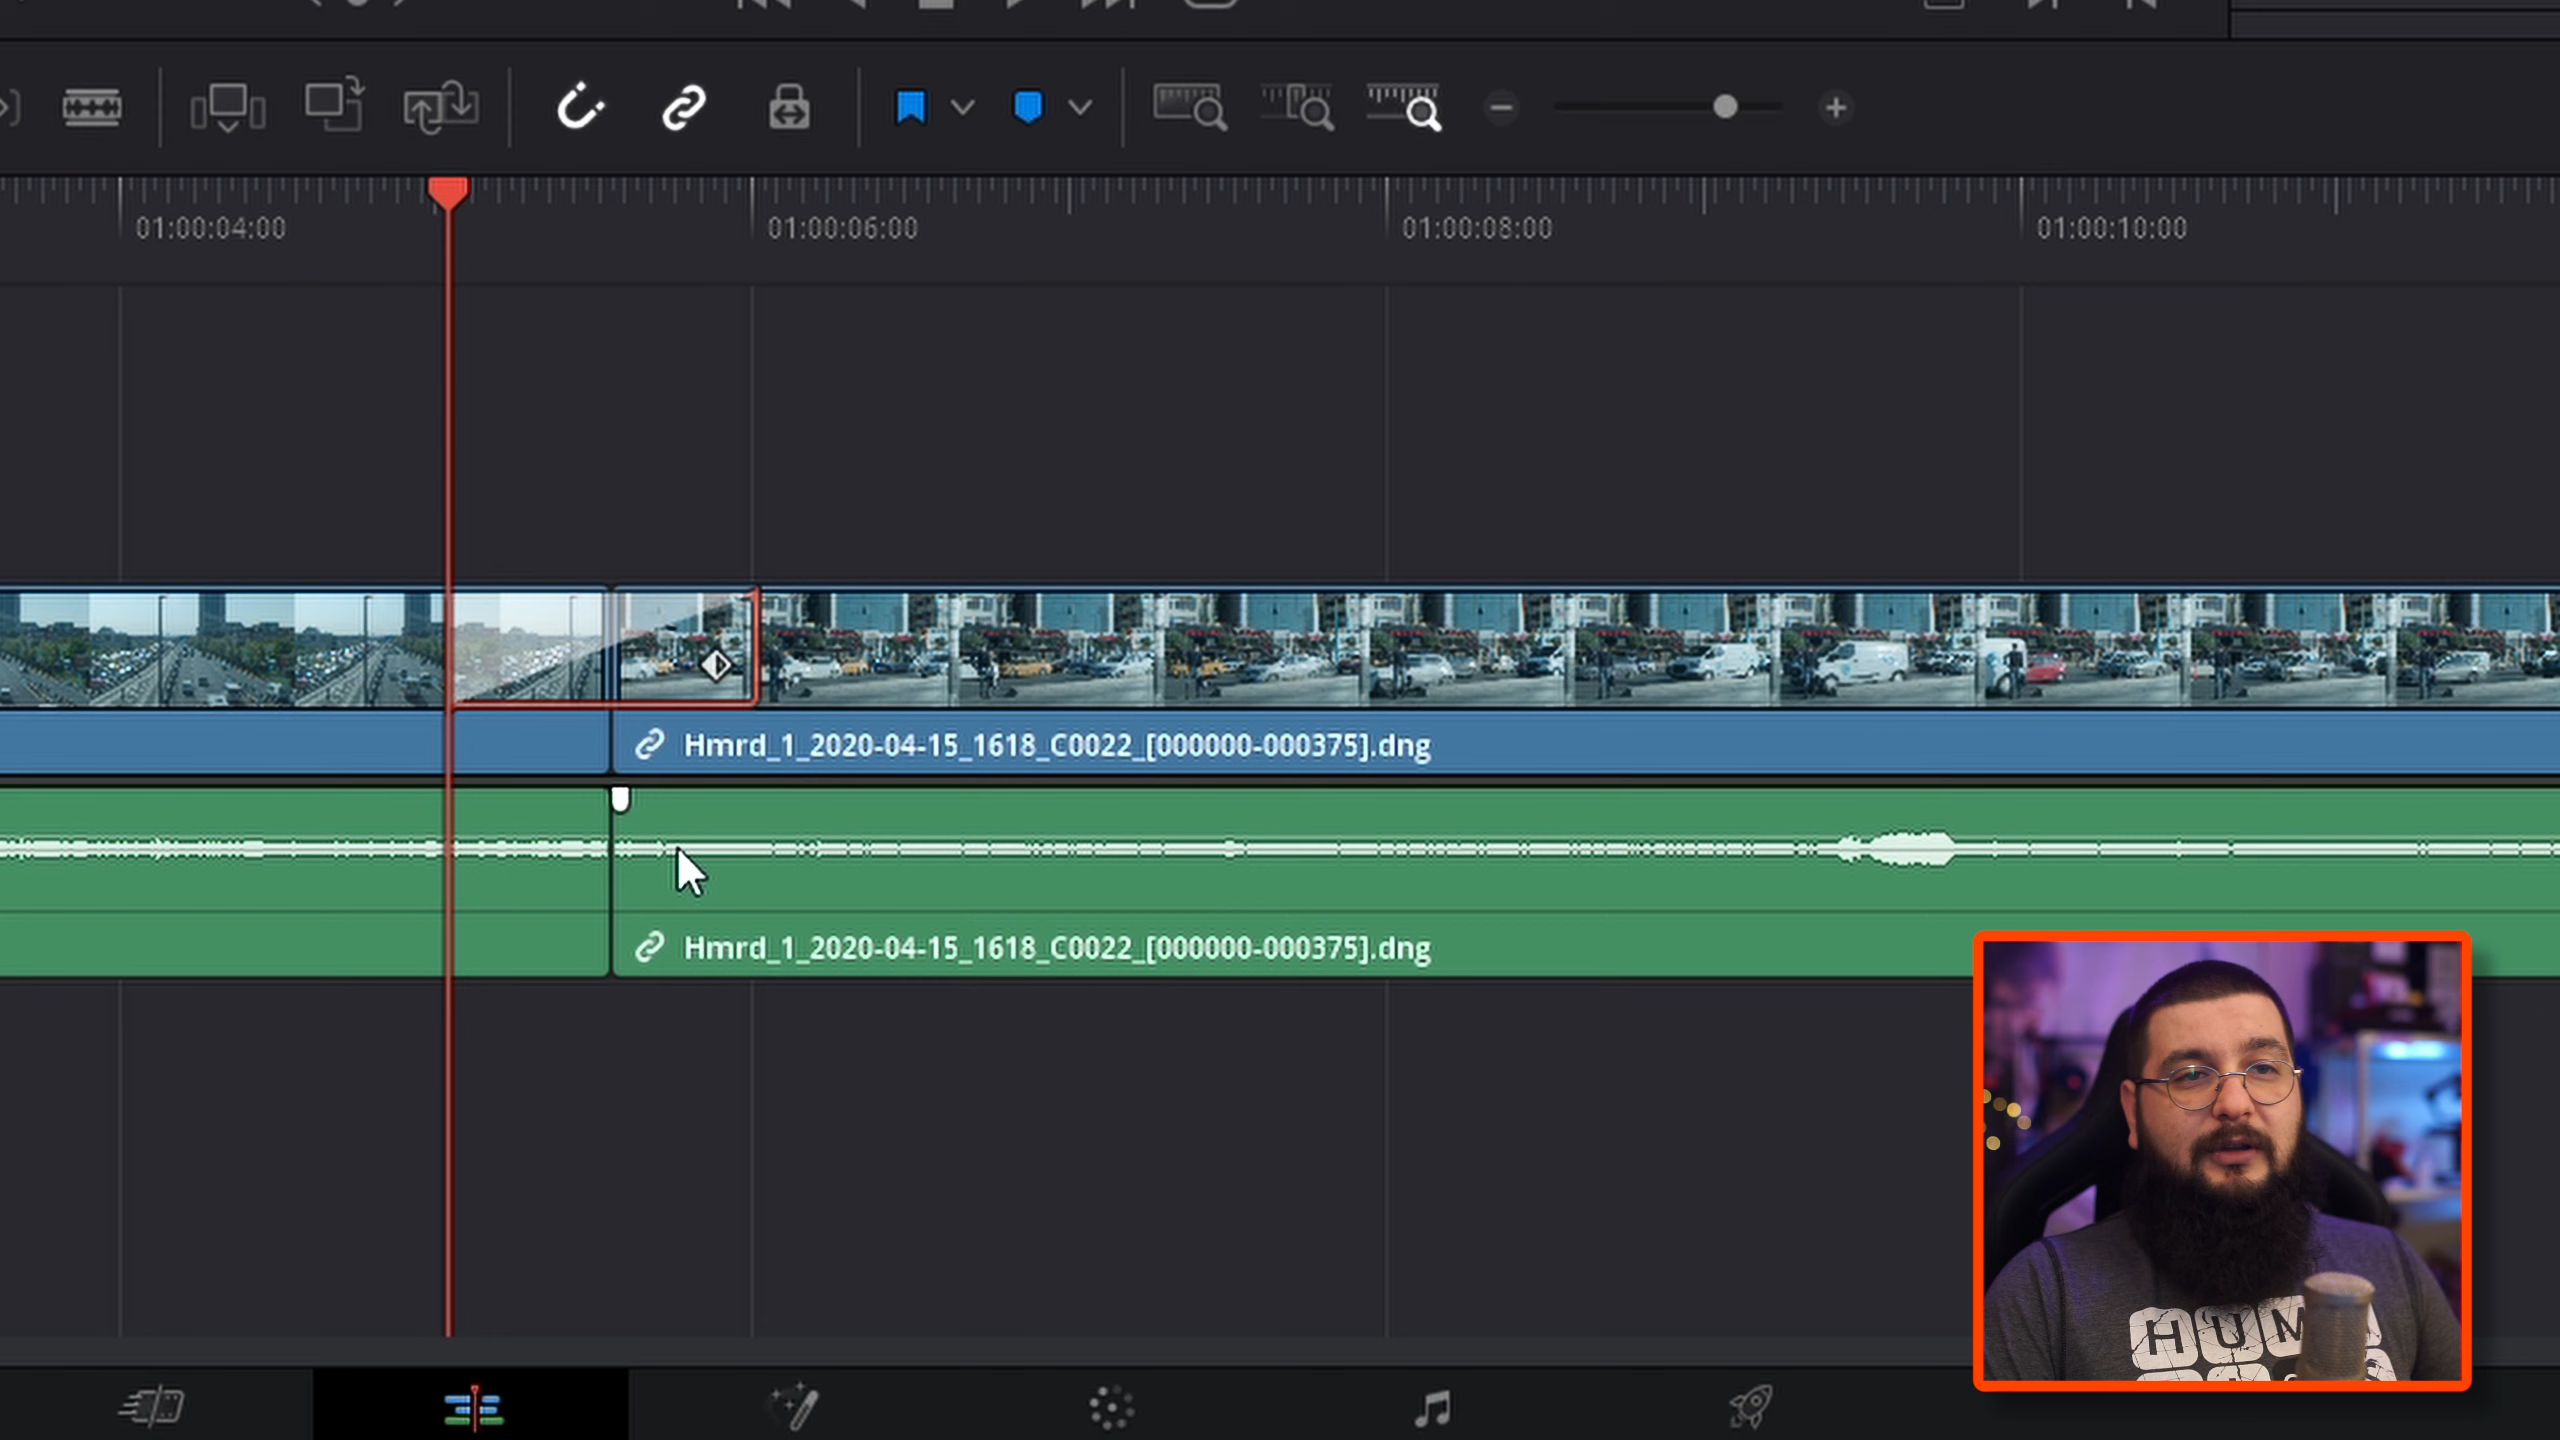 01:00:04:00
01:00:06:00
01:00:08:00
01:00:10:00
Hmrd_1_2020-04-15_1618_C0022_[000000-000375].dng
Hmrd_1_2020-04-15_1618_C0022_[000000-000375].dng
HUM